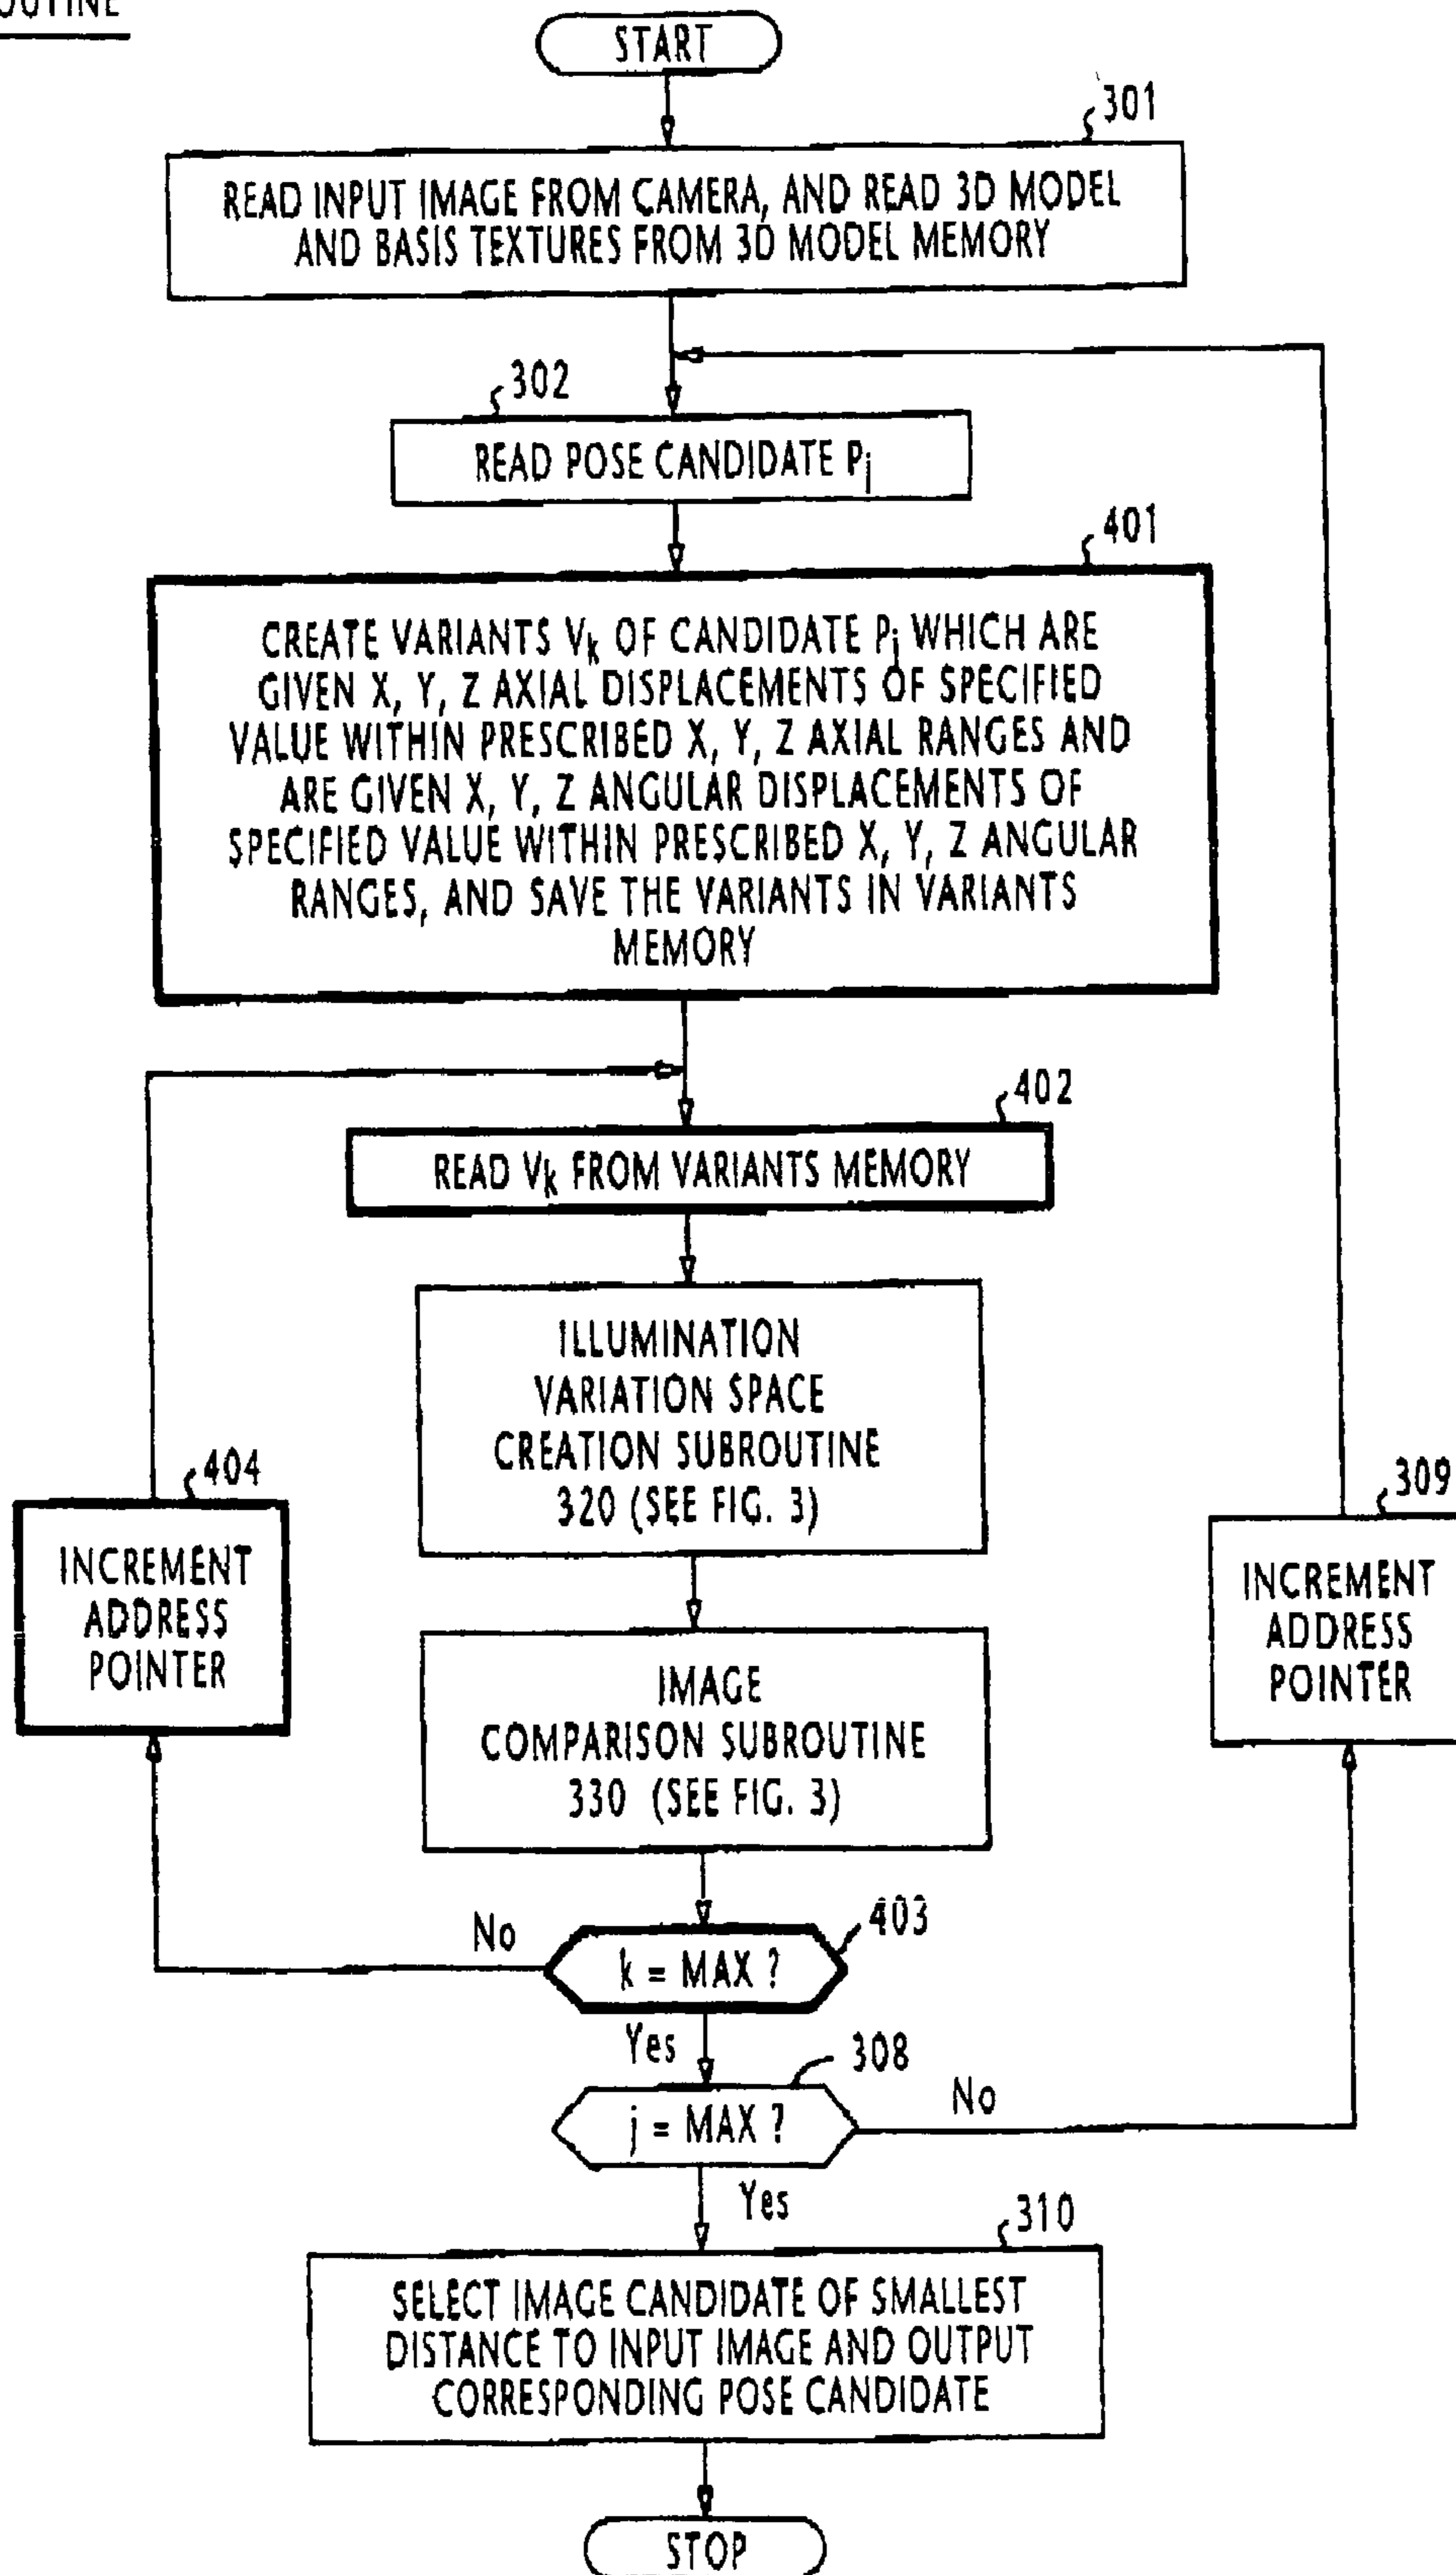 START
301
READ INPUT IMAGE FROM CAMERA, AND READ 3D MODEL
AND BASIS TEXTURES FROM 3D MODEL MEMORY
302
READ POSE CANDIDATE Pj
401
CREATE VARIANTS Vk OF CANDIDATE Pj WHICH ARE
GIVEN X, Y, Z AXIAL DISPLACEMENTS OF SPECIFIED
VALUE WITHIN PRESCRIBED X, Y, Z AXIAL RANGES AND
ARE GIVEN X, Y, Z ANGULAR DISPLACEMENTS OF
SPECIFIED VALUE WITHIN PRESCRIBED X, Y, Z ANGULAR
RANGES, AND SAVE THE VARIANTS IN VARIANTS
MEMORY
402
READ Vk FROM VARIANTS MEMORY
ILLUMINATION
VARIATION SPACE
CREATION SUBROUTINE
320 (SEE FIG. 3)
404
INCREMENT
ADDRESS
POINTER
309
INCREMENT
ADDRESS
POINTER
IMAGE
COMPARISON SUBROUTINE
330 (SEE FIG. 3)
403
No
k = MAX ?
Yes
308
j = MAX ?
No
Yes
310
SELECT IMAGE CANDIDATE OF SMALLEST
DISTANCE TO INPUT IMAGE AND OUTPUT
CORRESPONDING POSE CANDIDATE
STOP